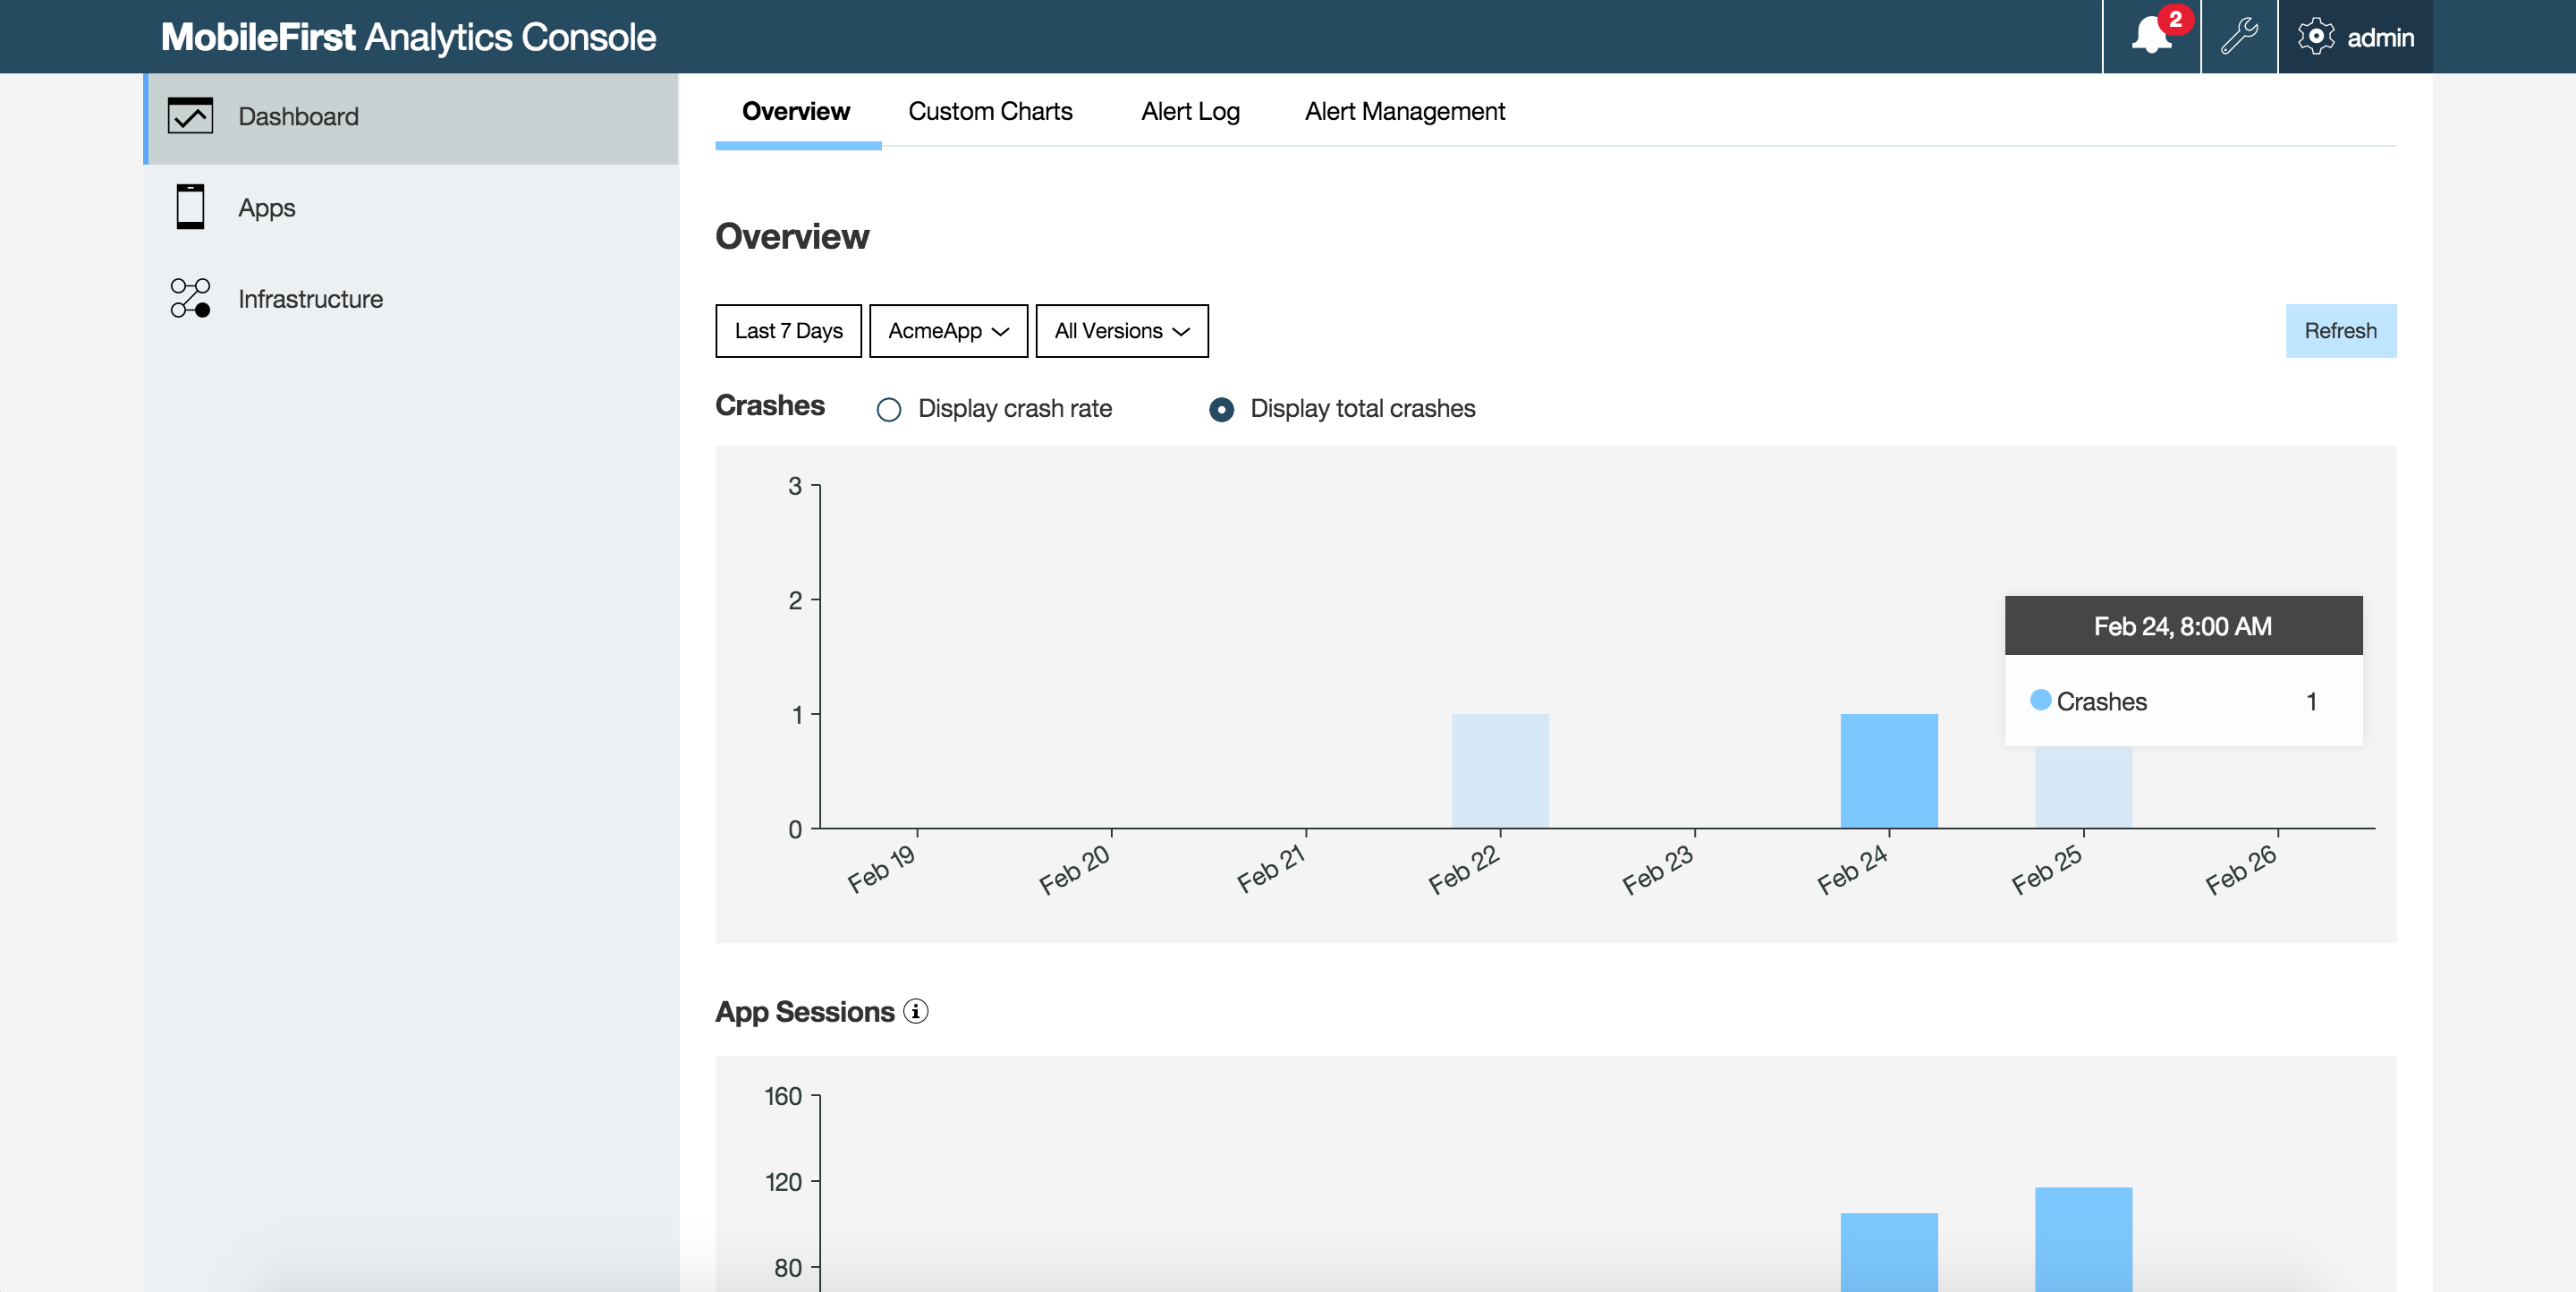 MobileFirst Analytics Console
2
admin
Dashboard
Apps
Infrastructure
Overview Custom Charts Alert Log Alert Management
Overview
Last 7 Days AcmeApp All Versions Refresh
Crashes Display crash rate Display total crashes
3
2
1
0
Feb 24, 8:00 AM
Crashes 1
Feb 19 Feb 20 Feb 21 Feb 22 Feb 23 Feb 24 Feb 25 Feb 26
App Sessions
160
120
80